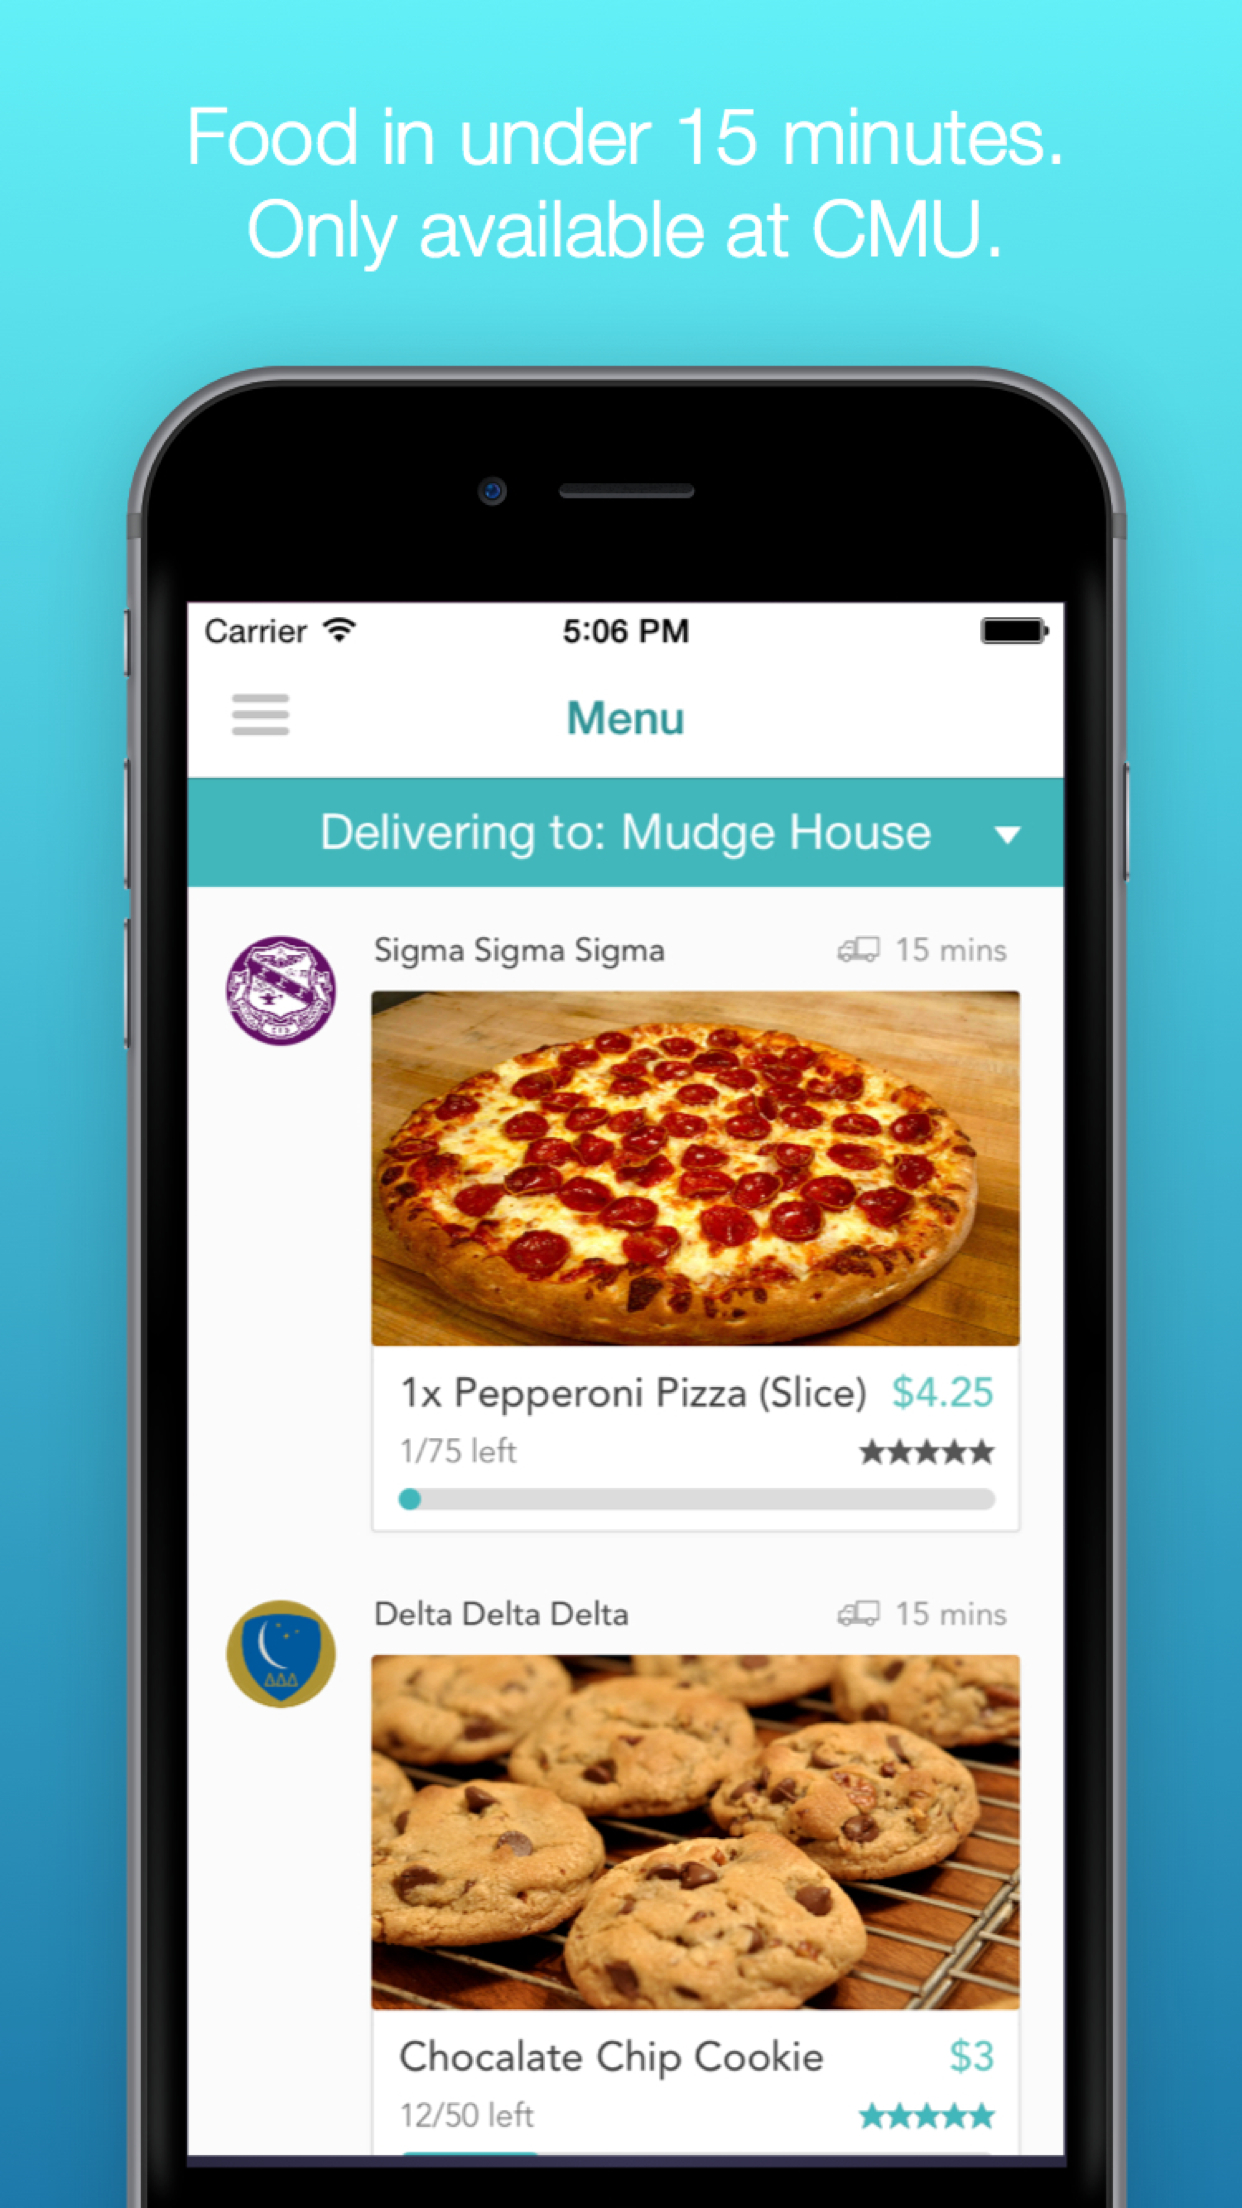 Food in under 15 minutes.
Only available at CMU.
Carrier 5:06 PM
Menu
Delivering to: Mudge House
Sigma Sigma Sigma 15 mins
1x Pepperoni Pizza (Slice) $4.25
1/75 left
Delta Delta Delta 15 mins
ΔΔΔ
Chocalate Chip Cookie $3
12/50 left